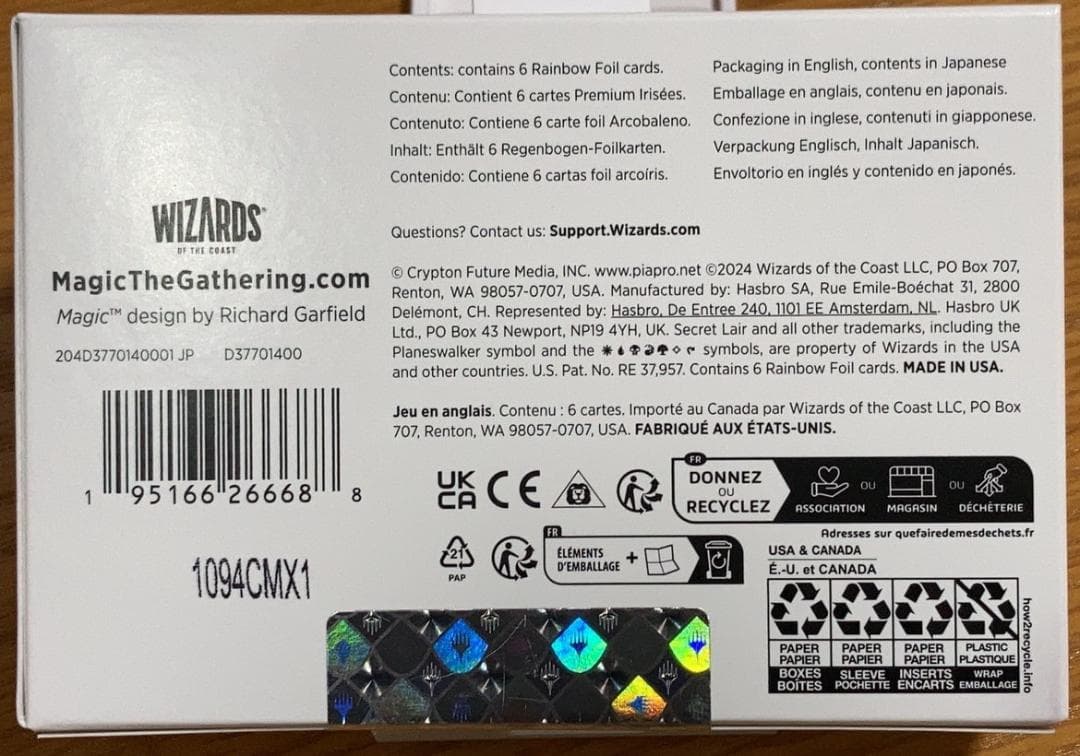 Contents: contains 6 Rainbow Foil cards.
Contenu: Contient 6 cartes Premium Irisées.
Contenuto: Contiene 6 carte foil Arcobaleno.
Inhalt: Enthält 6 Regenbogen-Foilkarten.
Contenido: Contiene 6 cartas foil arcoíris.
Packaging in English, contents in Japanese
Emballage en anglais, contenu en japonais.
Confezione in inglese, contenuti in giapponese.
Verpackung Englisch, Inhalt Japanisch.
Envoltorio en inglés y contenido en japonés.
WIZARDS
OF THE COAST
MagicTheGathering.com
Magic™ design by Richard Garfield
204D3770140001 JP D37701400
1 95166 26668 8
1094CMX1
Questions? Contact us: Support.Wizards.com
© Crypton Future Media, INC. www.piapro.net ©2024 Wizards of the Coast LLC, PO Box 707,
Renton, WA 98057-0707, USA. Manufactured by: Hasbro SA, Rue Emile-Boéchat 31, 2800
Delémont, CH. Represented by: Hasbro, De Entree 240, 1101 EE Amsterdam, NL. Hasbro UK
Ltd., PO Box 43 Newport, NP19 4YH, UK. Secret Lair and all other trademarks, including the
Planeswalker symbol and the symbols, are property of Wizards in the USA
and other countries. U.S. Pat. No. RE 37,957. Contains 6 Rainbow Foil cards. MADE IN USA.
Jeu en anglais. Contenu : 6 cartes. Importé au Canada par Wizards of the Coast LLC, PO Box
707, Renton, WA 98057-0707, USA. FABRIQUÉ AUX ÉTATS-UNIS.
UK
CA
CE
FR
DONNEZ
OU
RECYCLEZ
ASSOCIATION OU MAGASIN OU DÉCHÈTERIE
Adresses sur quefairedemesdechets.fr
21
PAP
FR
ÉLÉMENTS
D'EMBALLAGE +
USA & CANADA
É.-U. et CANADA
PAPER
PAPIER
BOXES
BOÎTES
PAPER
PAPIER
SLEEVE
POCHETTE
PAPER
PAPIER
INSERTS
ENCARTS
PLASTIC
PLASTIQUE
WRAP
EMBALLAGE
how2recycle.info